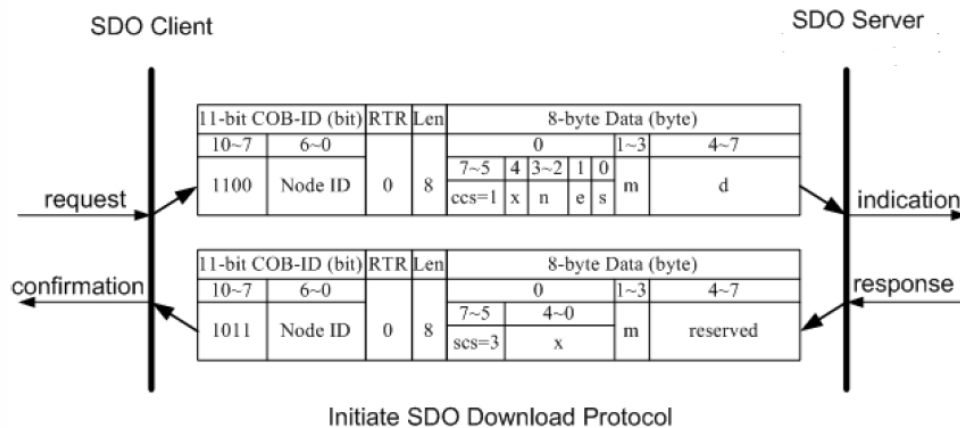 SDO Client
SDO Server
11-bit COB-ID (bit) RTR Len 8-byte Data (byte)
10~7 6~0 0 1~3 4~7
7~5 4 3~2 1 0
1100 Node ID 0 8 ccs=1 x n e s m d
request
indication
11-bit COB-ID (bit) RTR Len 8-byte Data (byte)
confirmation
response
10~7 6~0 0 1~3 4~7
7~5 4~0
1011 Node ID 0 8 scs=3 x m reserved
Initiate SDO Download Protocol